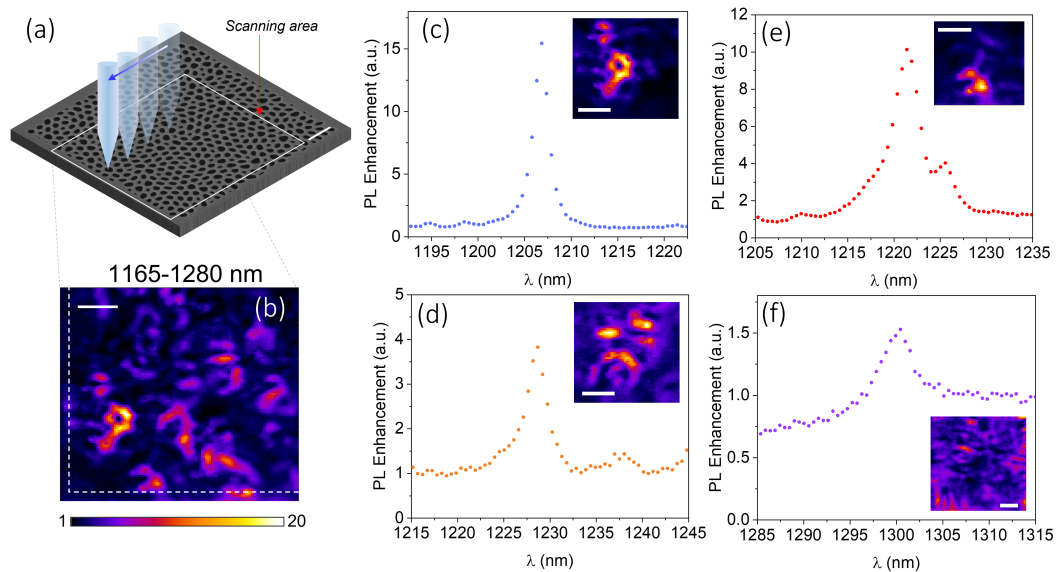 (a)
Scanning area
1165-1280 nm
(b)
1
20
(c)
PL Enhancement (a.u.)
15
10
5
0
1195 1200 1205 1210 1215 1220
λ (nm)
(d)
PL Enhancement (a.u.)
5
4
3
2
1
0
1215 1220 1225 1230 1235 1240 1245
λ (nm)
(e)
PL Enhancement (a.u.)
12
10
8
6
4
2
0
1205 1210 1215 1220 1225 1230 1235
λ (nm)
(f)
PL Enhancement (a.u.)
1.5
1.0
0.5
0.0
1285 1290 1295 1300 1305 1310 1315
λ (nm)